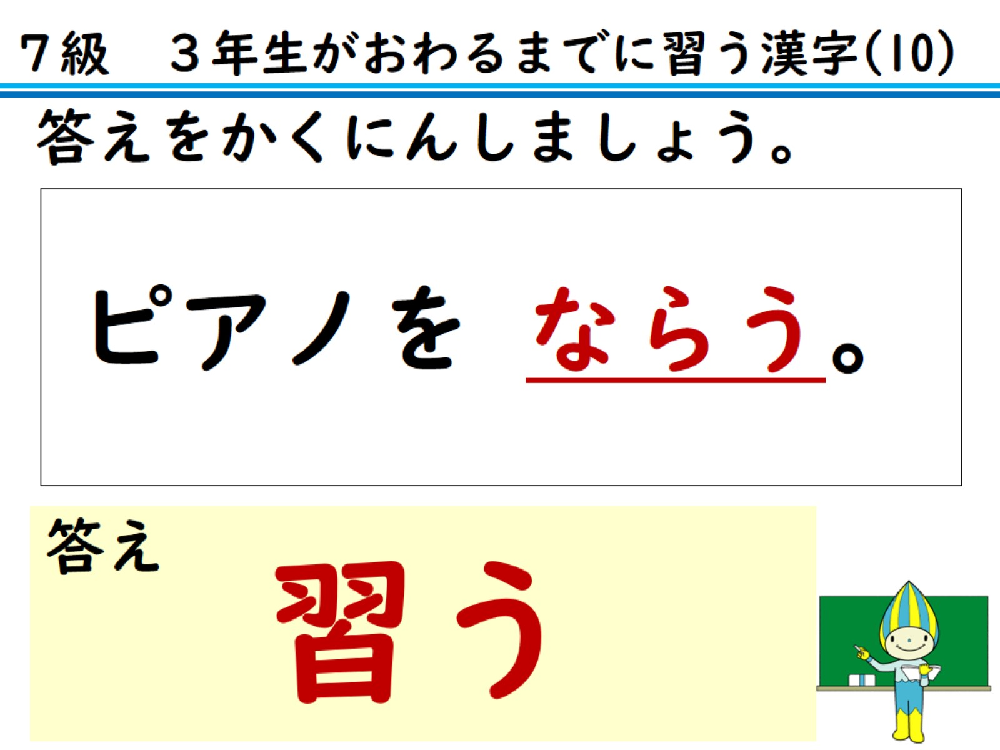 ７級　３年生がおわるまでに習う漢字(10)
答えをかくにんしましょう。
ピアノを ならう。
答え
習う